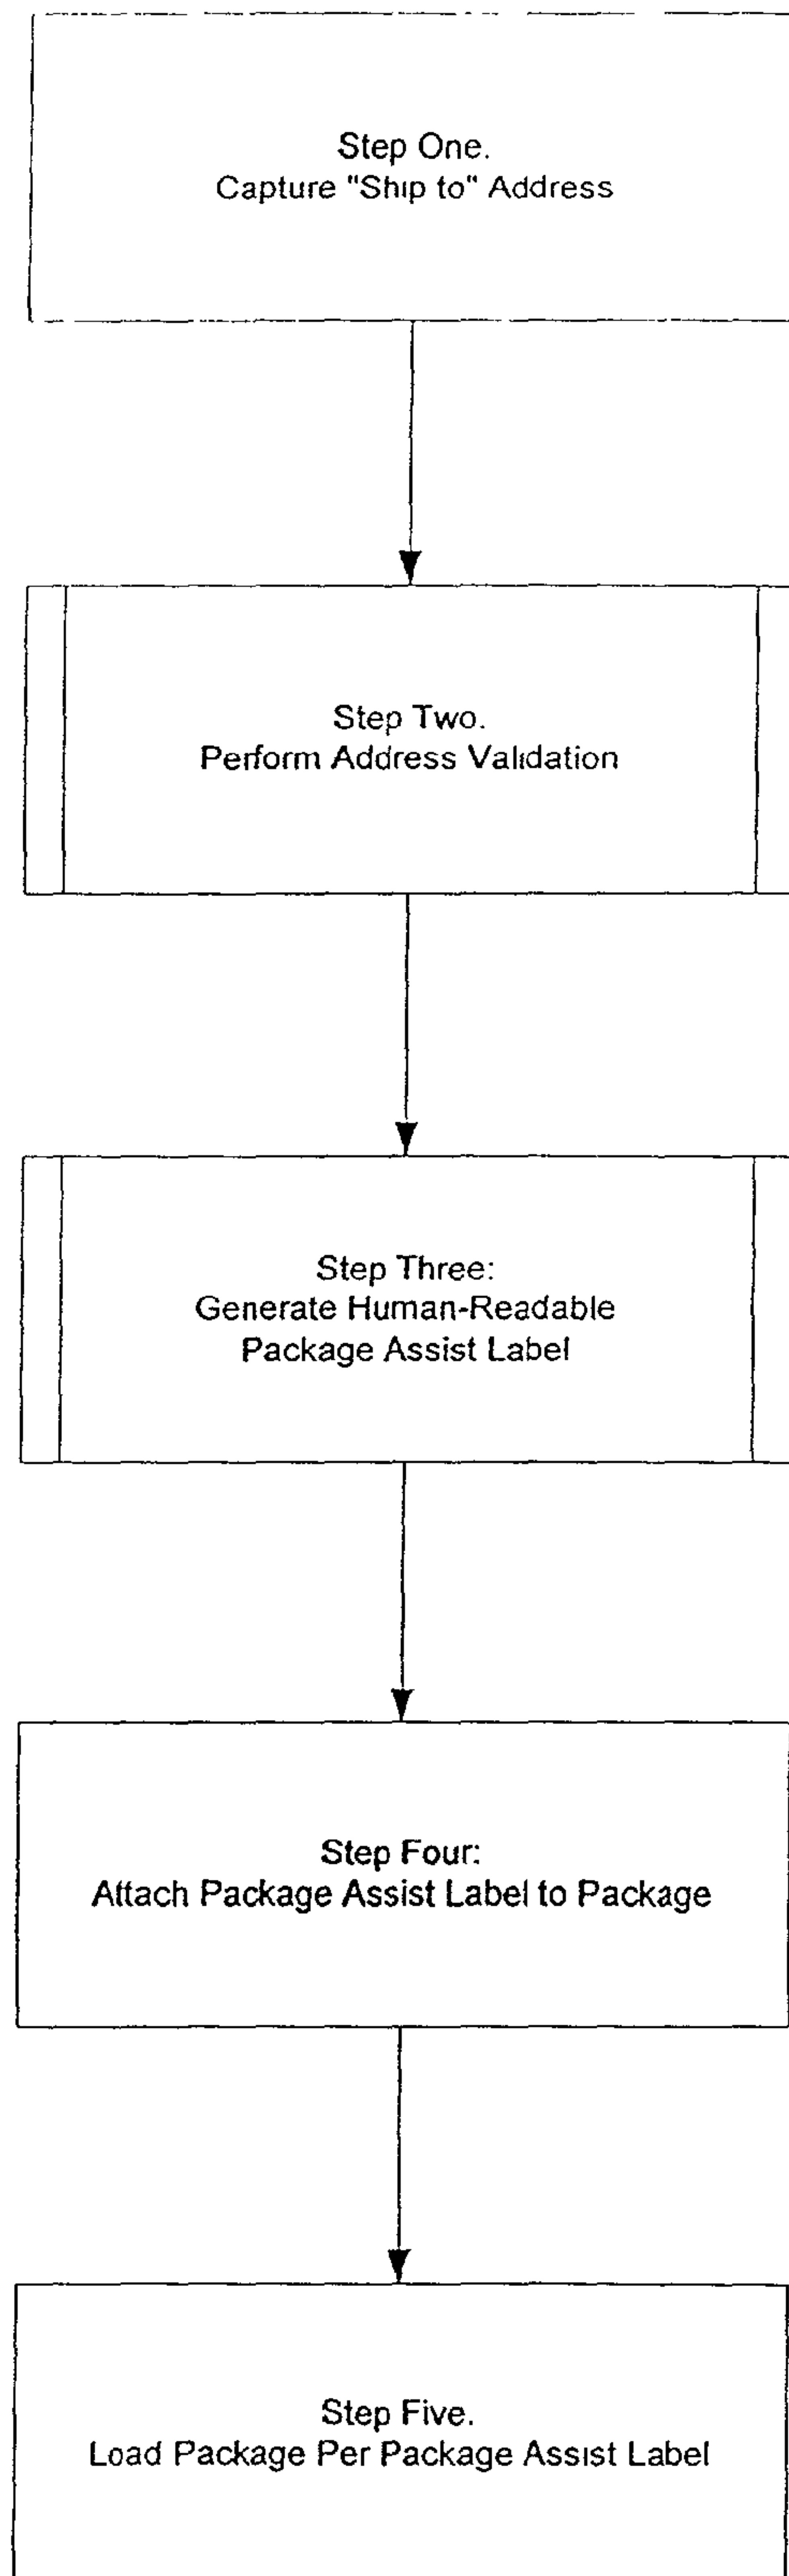 Step One.
Capture "Ship to" Address
Step Two.
Perform Address Validation
Step Three:
Generate Human-Readable
Package Assist Label
Step Four:
Attach Package Assist Label to Package
Step Five.
Load Package Per Package Assist Label